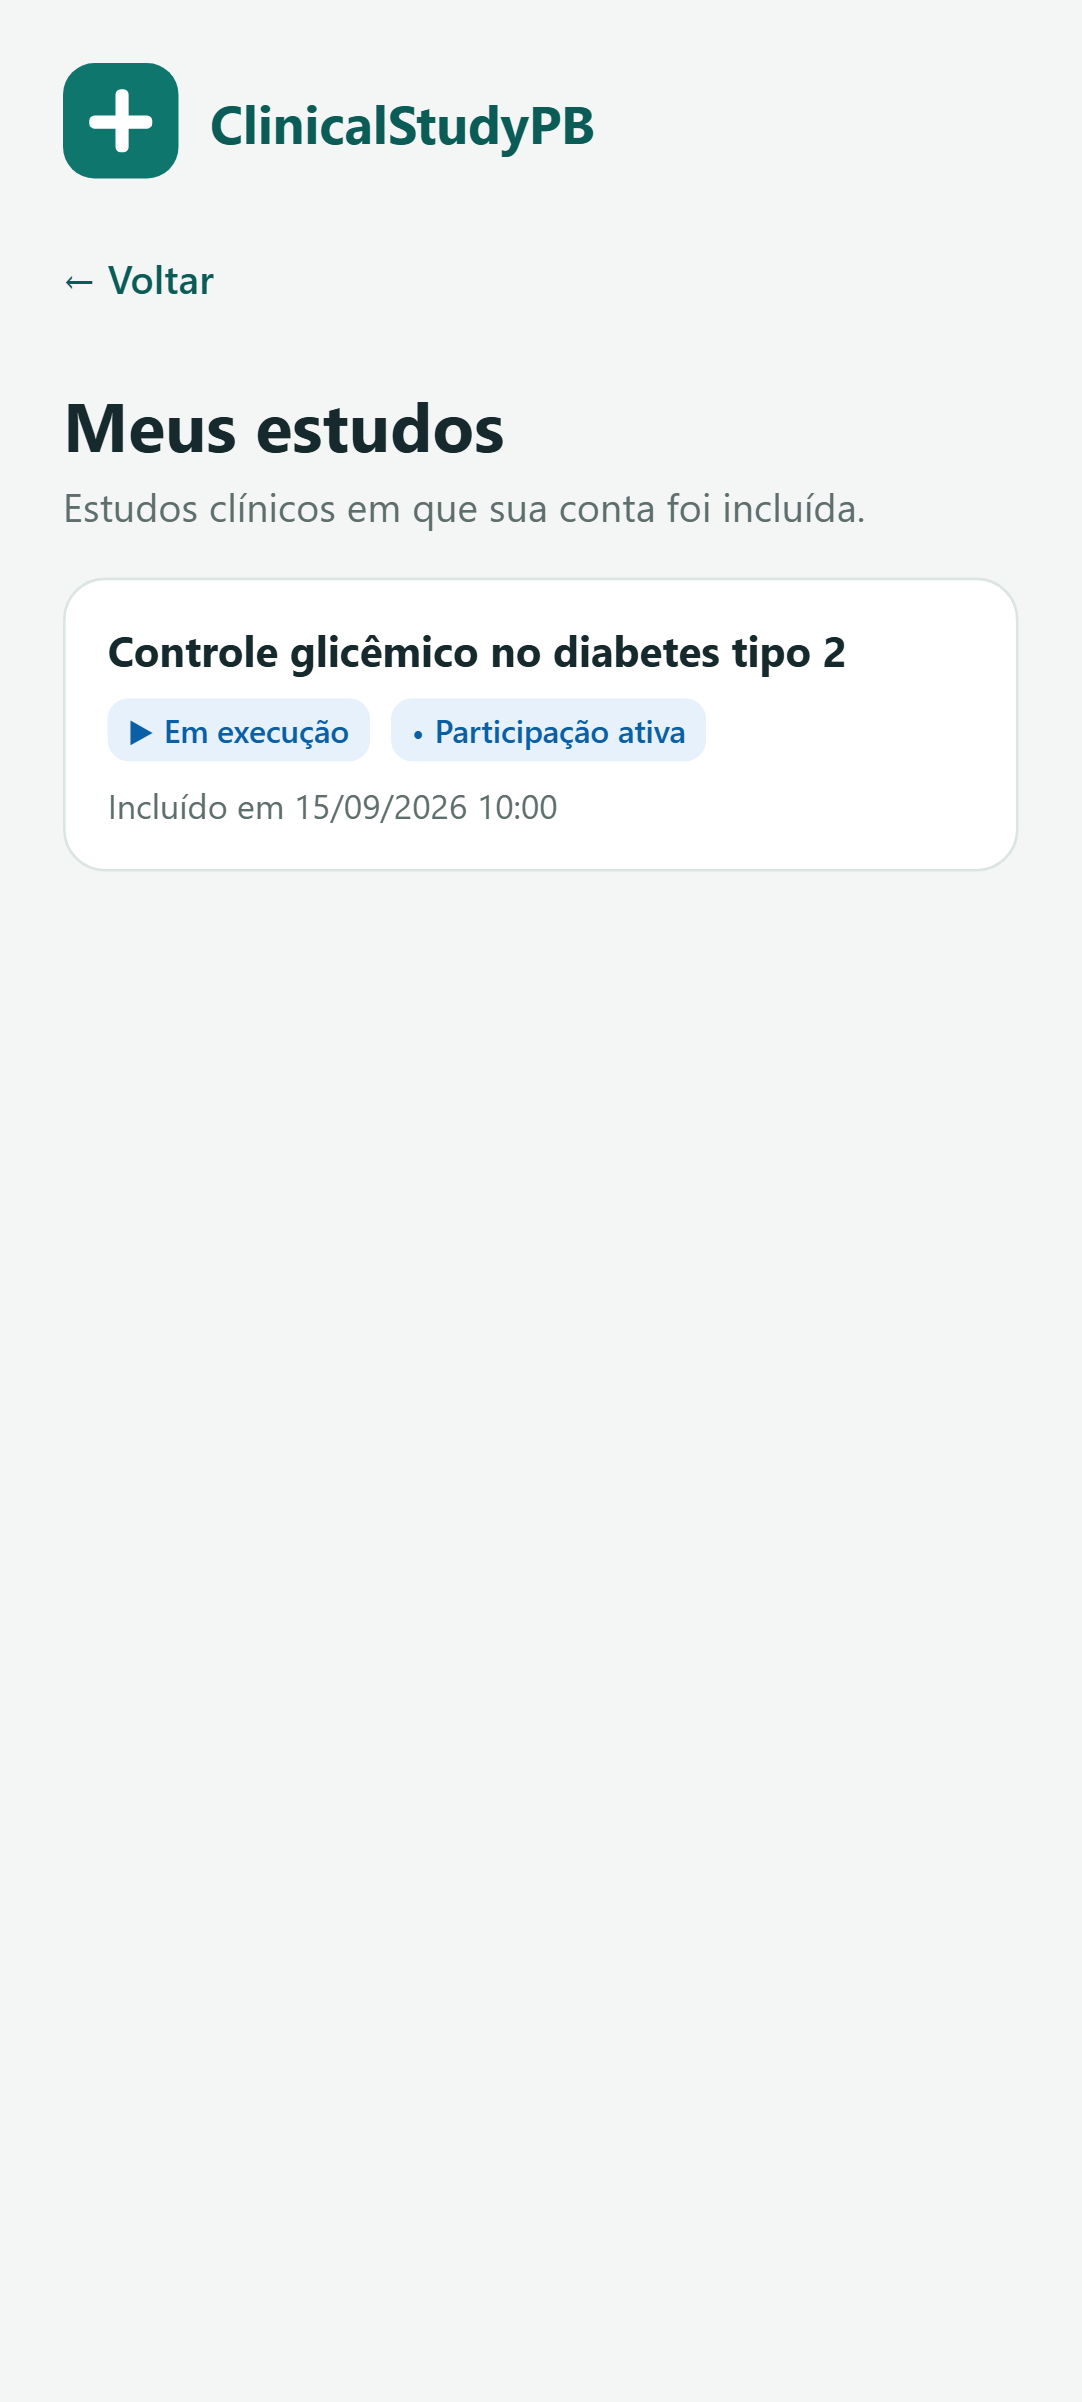 ClinicalStudyPB
← Voltar
Meus estudos
Estudos clínicos em que sua conta foi incluída.
Controle glicêmico no diabetes tipo 2
▶ Em execução • Participação ativa
Incluído em 15/09/2026 10:00